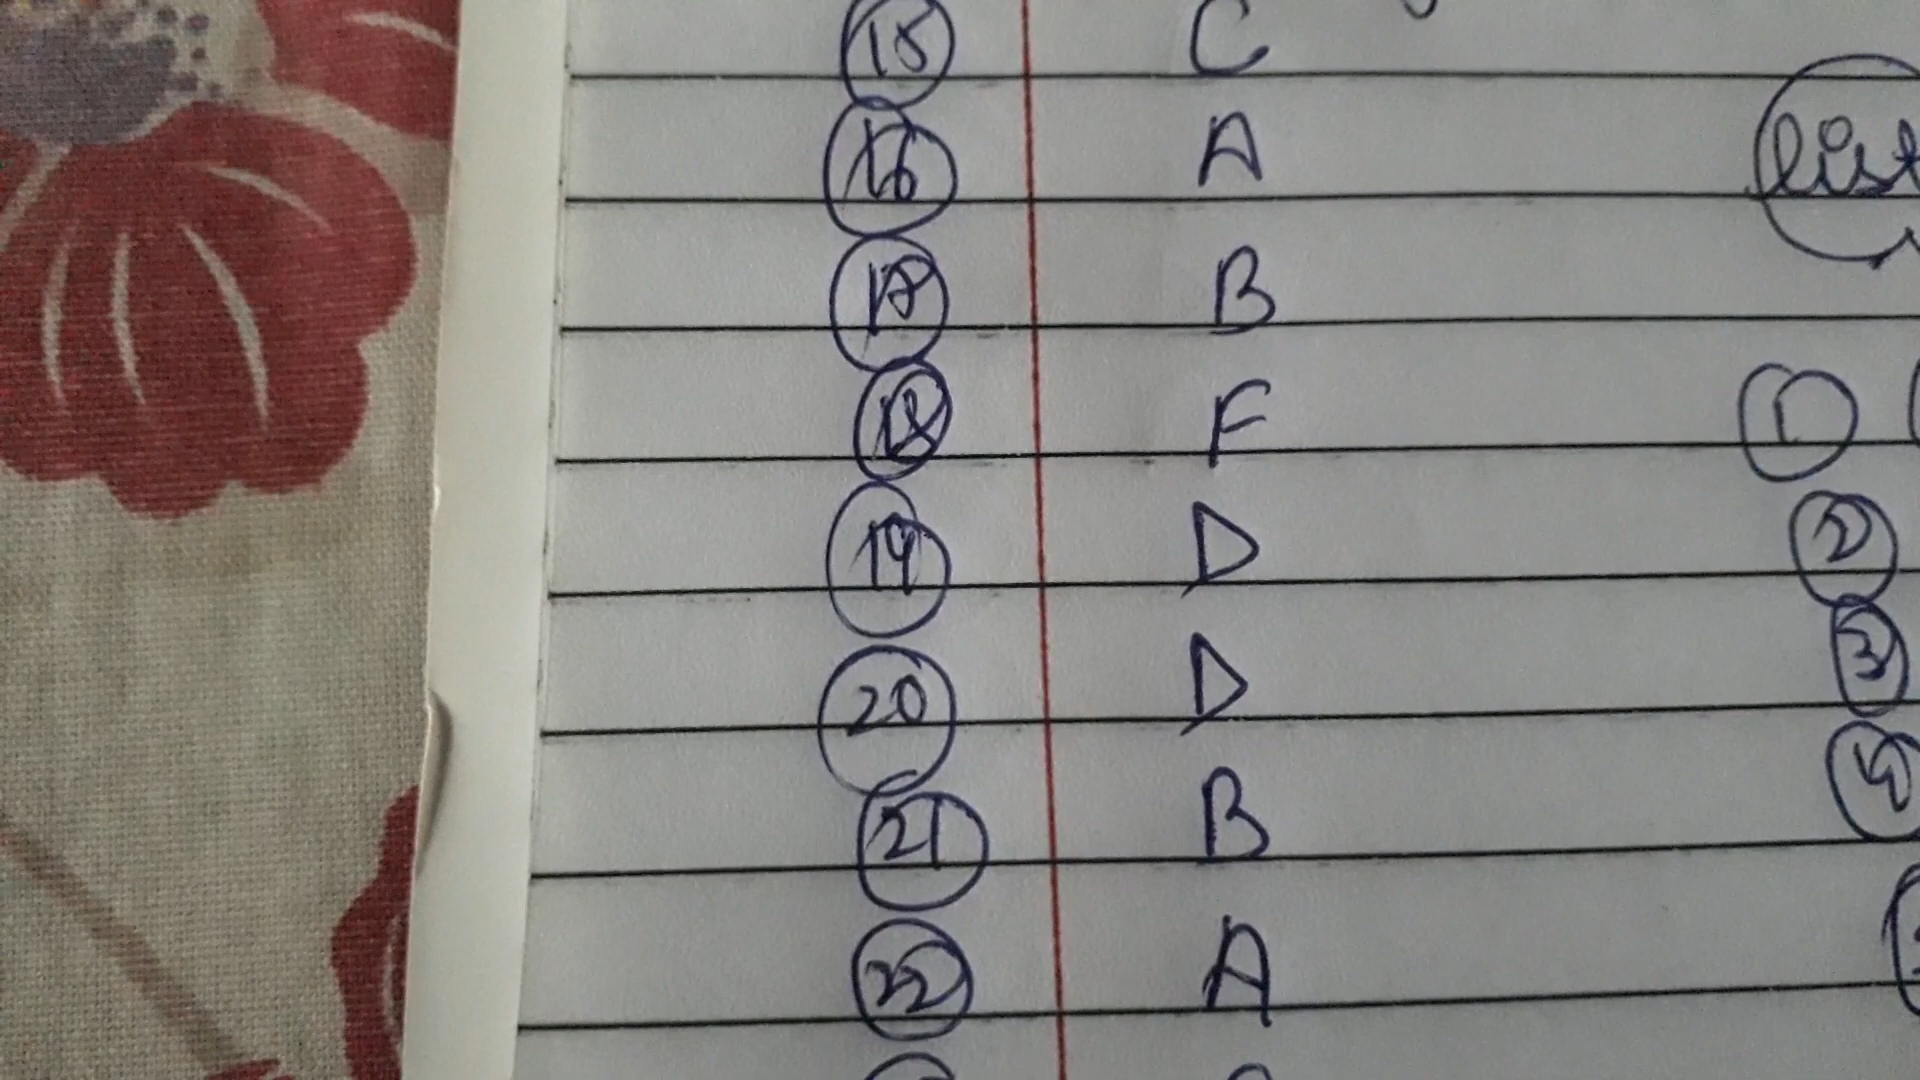 15 C
16 A list
17 B
18 F 1
19 D 2
20 D 3
21 B 4
22 A